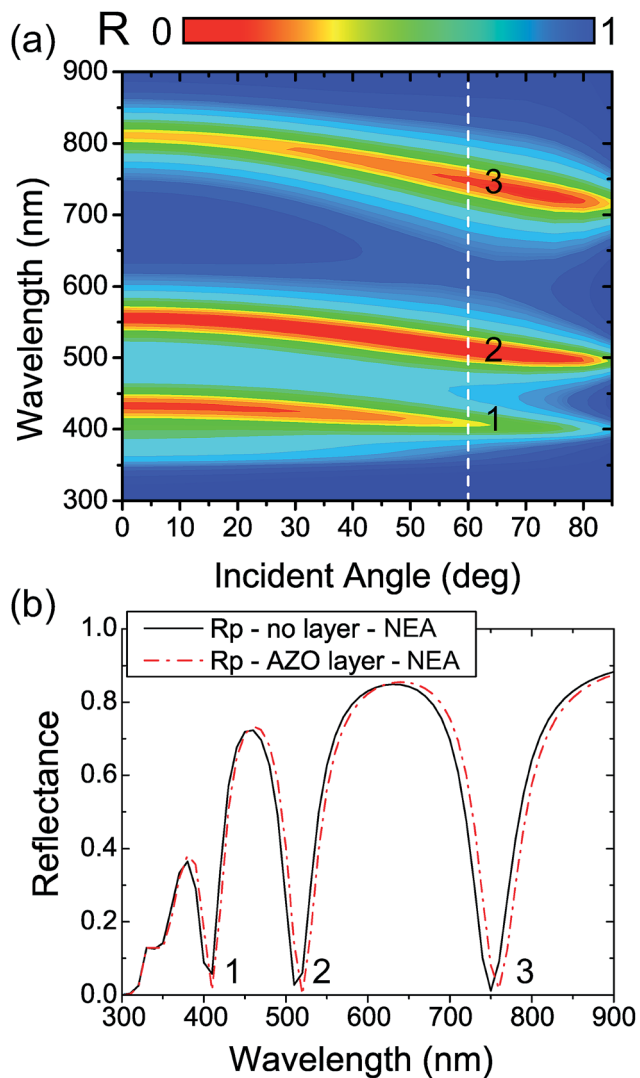 (a) R 0 1
900
800
700
600
500
400
300
Wavelength (nm)
3
2
1
0 10 20 30 40 50 60 70 80
Incident Angle (deg)
(b)
Rp - no layer - NEA
Rp - AZO layer - NEA
1.0
0.8
0.6
0.4
0.2
0.0
Reflectance
1 2 3
300 400 500 600 700 800 900
Wavelength (nm)